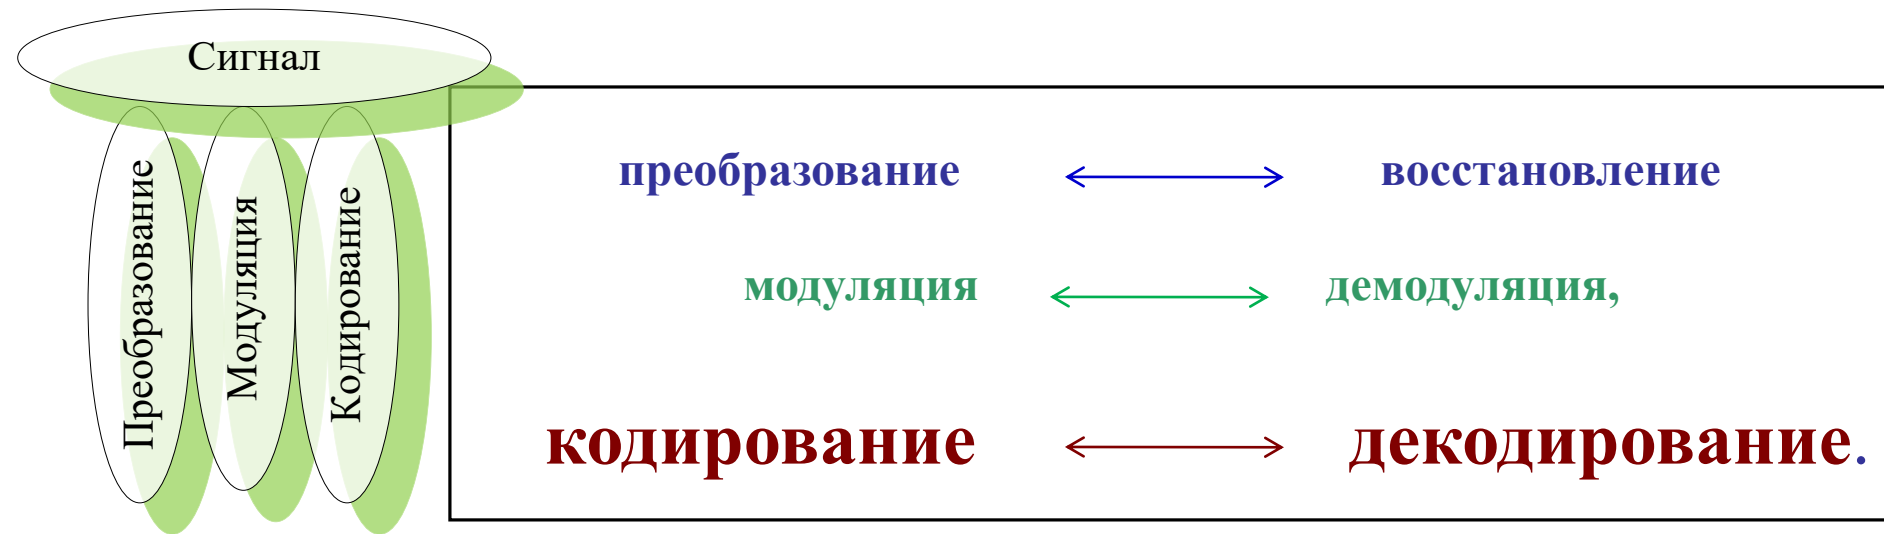 Сигнал
Преобразование
Модуляция
Кодирование
преобразование восстановление
модуляция демодуляция,
кодирование декодирование.